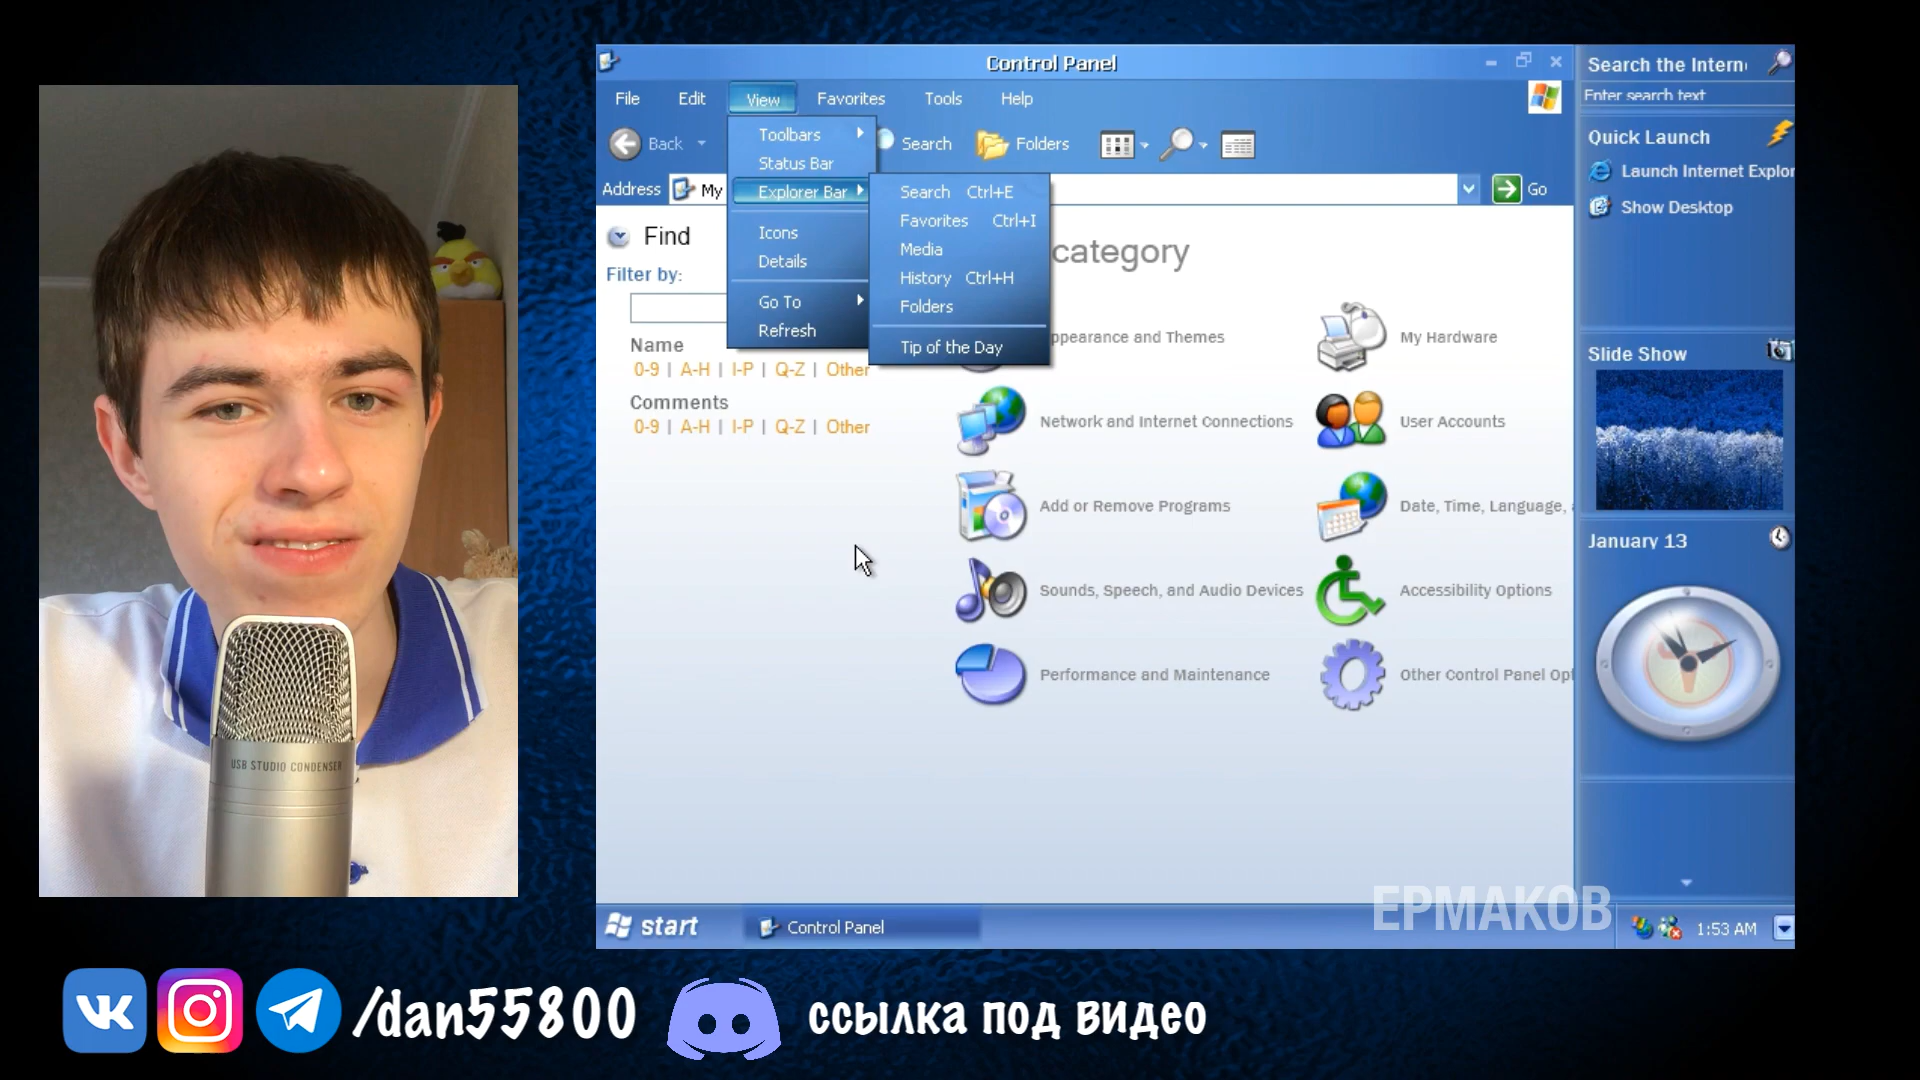 Control Panel
File Edit View Favorites Tools Help
Back Search Folders
Address My Go
Toolbars
Status Bar
Explorer Bar
Icons
Details
Go To
Refresh
Search Ctrl+E
Favorites Ctrl+I
Media
History Ctrl+H
Folders
Tip of the Day
Find
Filter by:
Name
0-9 | A-H | I-P | Q-Z | Other
Comments
0-9 | A-H | I-P | Q-Z | Other
category
ppearance and Themes
My Hardware
Network and Internet Connections
User Accounts
Add or Remove Programs
Date, Time, Language,
Sounds, Speech, and Audio Devices
Accessibility Options
Performance and Maintenance
Other Control Panel Opt
Search the Intern
Enter search text
Quick Launch
Launch Internet Explor
Show Desktop
Slide Show
January 13
start
Control Panel
ЕРМАКОВ
1:53 AM
USB STUDIO CONDENSER
/dan55800
ссылка под видео